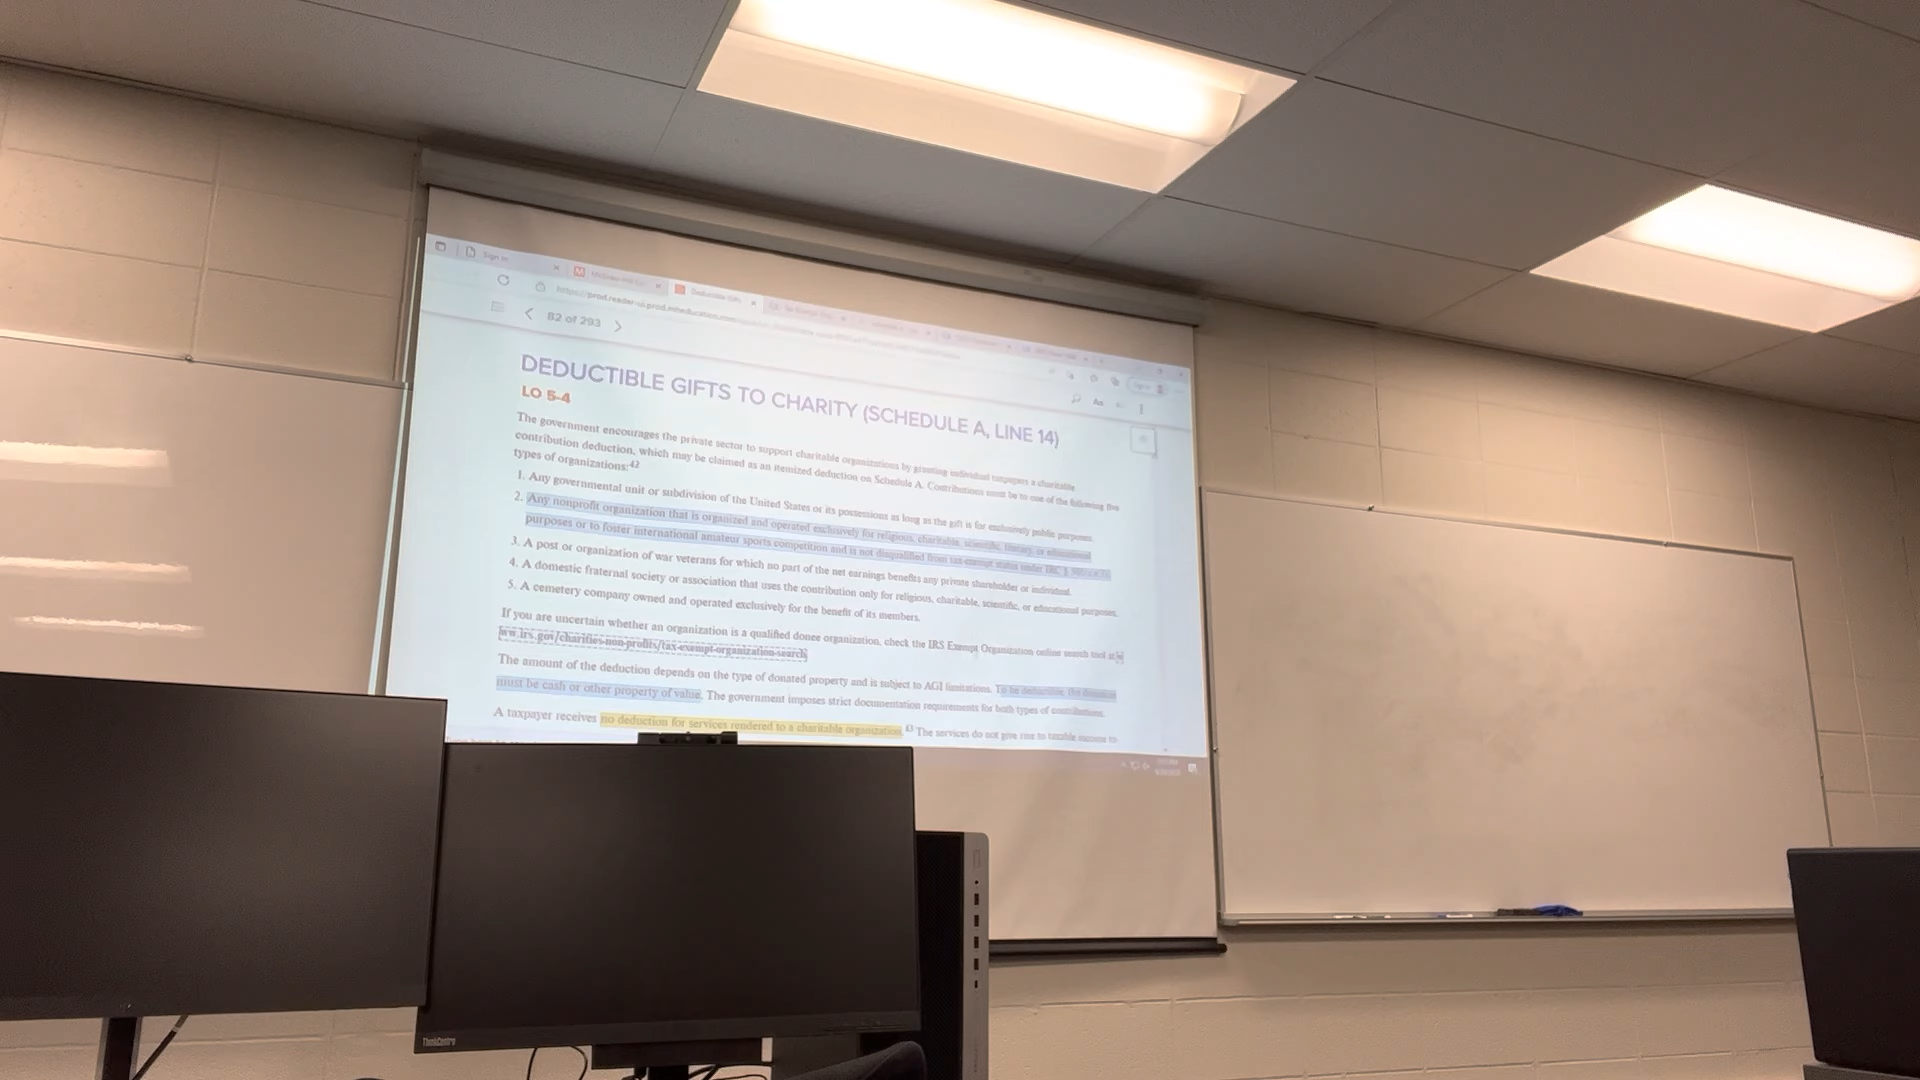 Sign in
82 of 293
DEDUCTIBLE GIFTS TO CHARITY (SCHEDULE A, LINE 14)
LO 5-4
The government encourages the private sector to support charitable organizations by granting individual taxpayers a charitable
contribution deduction, which may be claimed as an itemized deduction on Schedule A. Contributions must be to one of the following five
types of organizations:42
1. Any governmental unit or subdivision of the United States or its possessions as long as the gift is for exclusively public purposes.
2. Any nonprofit organization that is organized and operated exclusively for religious, charitable, scientific, literary, or educational
purposes or to foster international amateur sports competition and is not disqualified from tax-exempt status under IRC §
3. A post or organization of war veterans for which no part of the net earnings benefits any private shareholder or individual.
4. A domestic fraternal society or association that uses the contribution only for religious, charitable, scientific, or educational purposes.
5. A cemetery company owned and operated exclusively for the benefit of its members.
If you are uncertain whether an organization is a qualified donee organization, check the IRS Exempt Organization online search tool at
ww.irs.gov/charities-non-profits/tax-exempt-organization-search
The amount of the deduction depends on the type of donated property and is subject to AGI limitations. To be deductible, the donation
must be cash or other property of value. The government imposes strict documentation requirements for both types of contributions.
A taxpayer receives no deduction for services rendered to a charitable organization. The services do not give rise to taxable income to
ThinkCentre